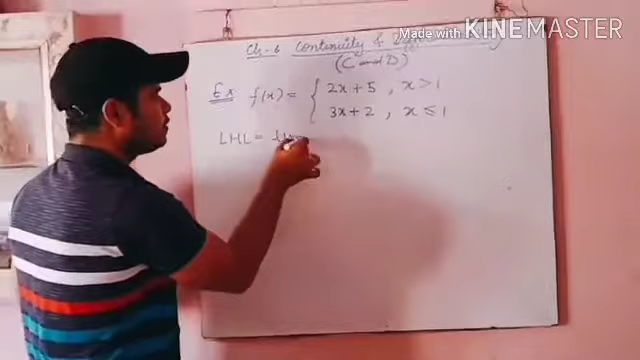 Made with KINEMASTER
Ch-6 Continuity &
(C and D)
Ex f(x) = { 2x+5 , x>1
3x+2 , x ≤ 1
LHL =